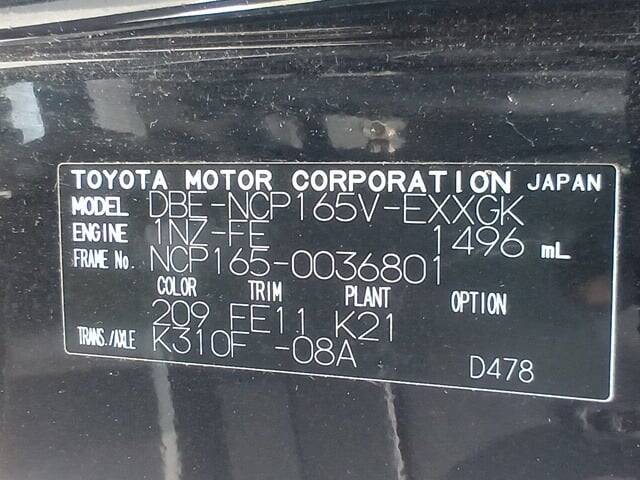 TOYOTA MOTOR CORPORATION JAPAN
MODEL DBE-NCP165V-EXXGK
ENGINE 1NZ-FE 1496 mL
FRAME No. NCP165-0036801
COLOR TRIM PLANT OPTION
209 EE11 K21
TRANS./AXLE K310F -08A
D478